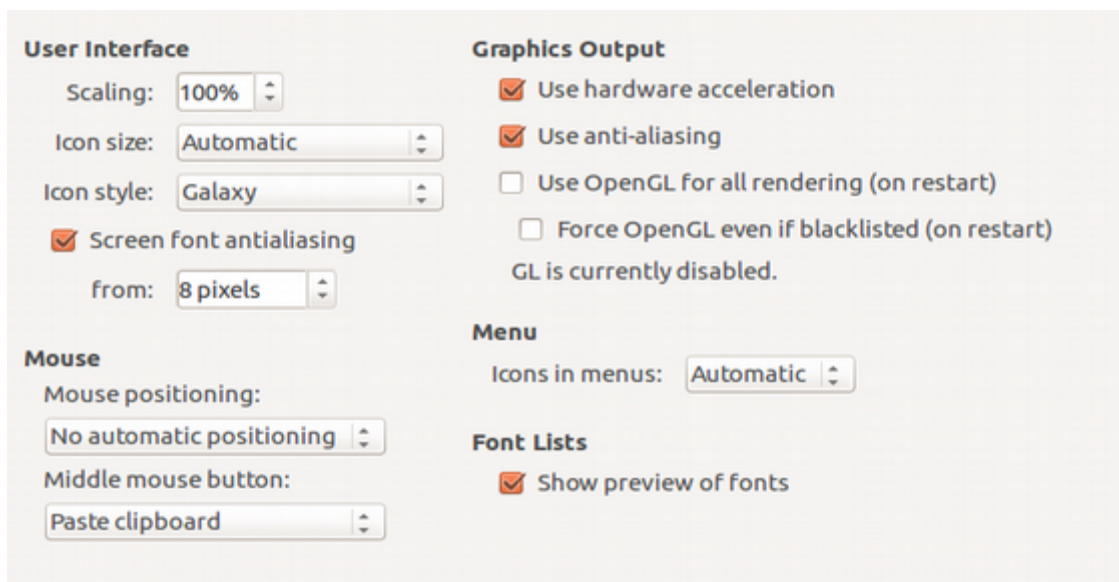 User Interface
Scaling: 100%
Icon size: Automatic
Icon style: Galaxy
Screen font antialiasing
from: 8 pixels
Mouse
Mouse positioning:
No automatic positioning
Middle mouse button:
Paste clipboard
Graphics Output
Use hardware acceleration
Use anti-aliasing
Use OpenGL for all rendering (on restart)
Force OpenGL even if blacklisted (on restart)
GL is currently disabled.
Menu
Icons in menus: Automatic
Font Lists
Show preview of fonts